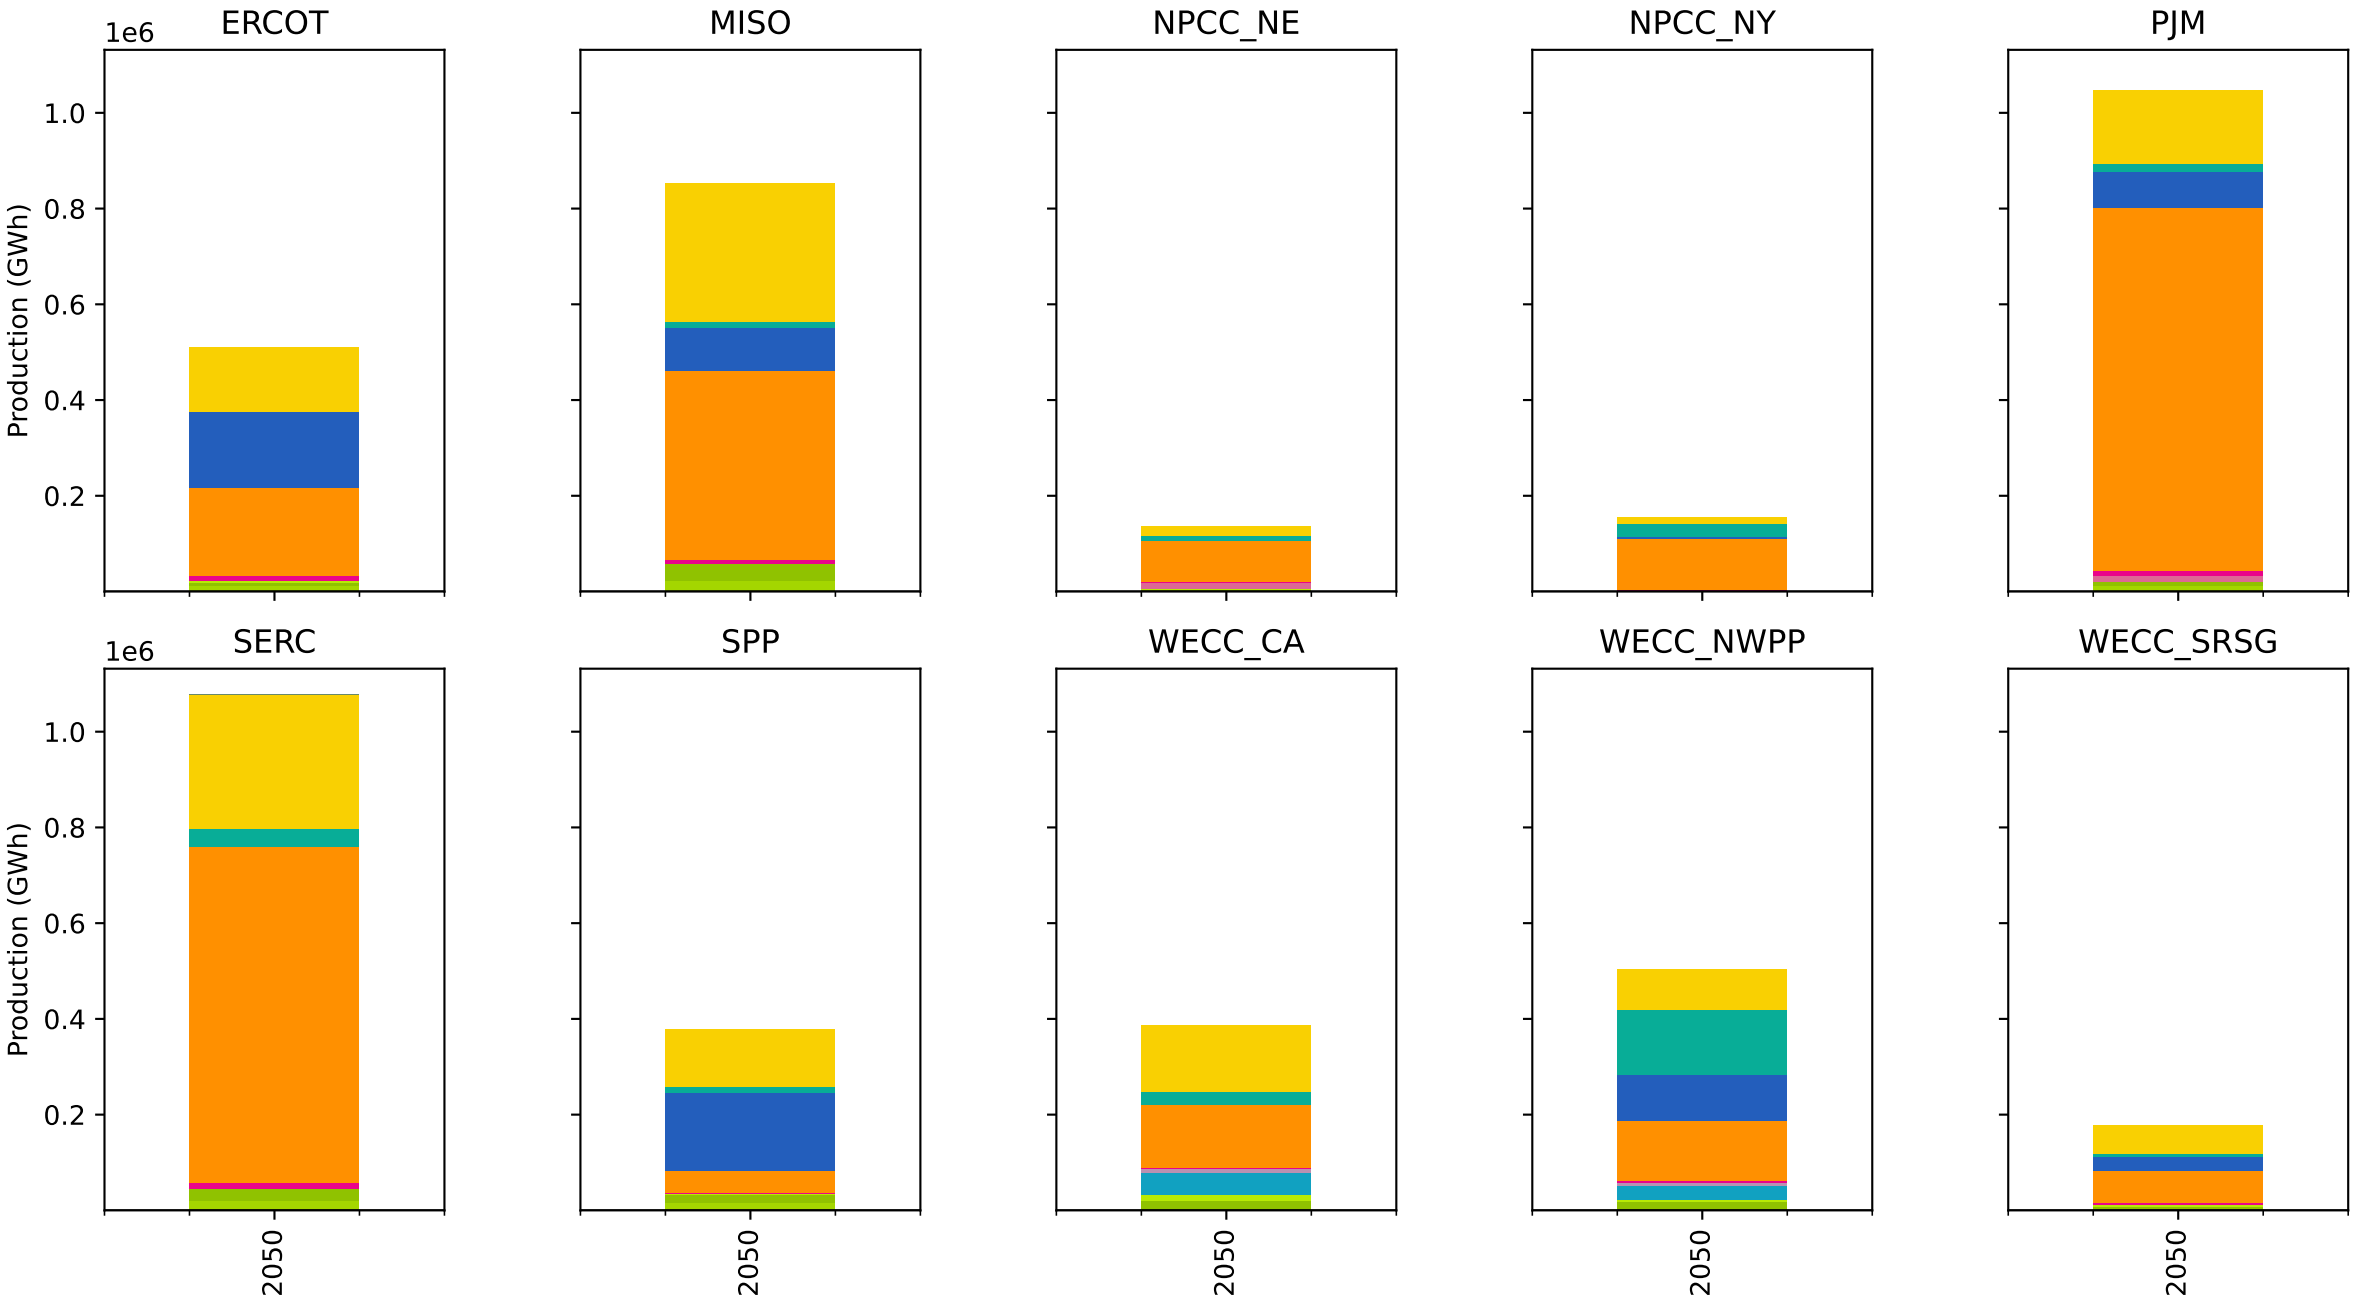 ERCOT
MISO
NPCC_NE
NPCC_NY
PJM
1e6
1.0
0.8
0.6
0.4
0.2
Production (GWh)
SERC
SPP
WECC_CA
WECC_NWPP
WECC_SRSG
1e6
1.0
0.8
0.6
0.4
0.2
Production (GWh)
2050
2050
2050
2050
2050